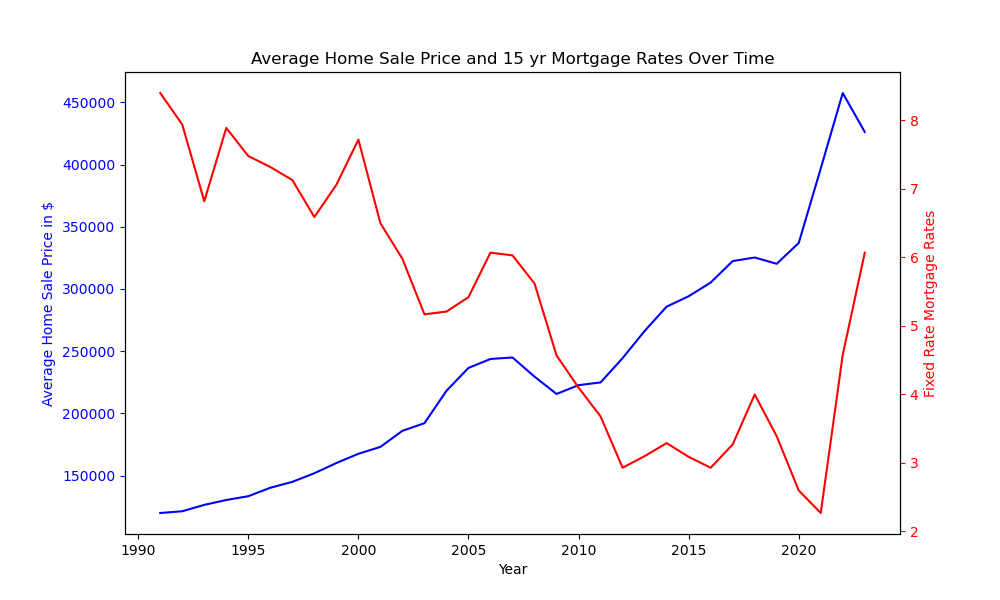 Average Home Sale Price and 15 yr Mortgage Rates Over Time
Average Home Sale Price in $
450000
400000
350000
300000
250000
200000
150000
8
7
6
5
4
3
2
Fixed Rate Mortgage Rates
1990 1995 2000 2005 2010 2015 2020
Year